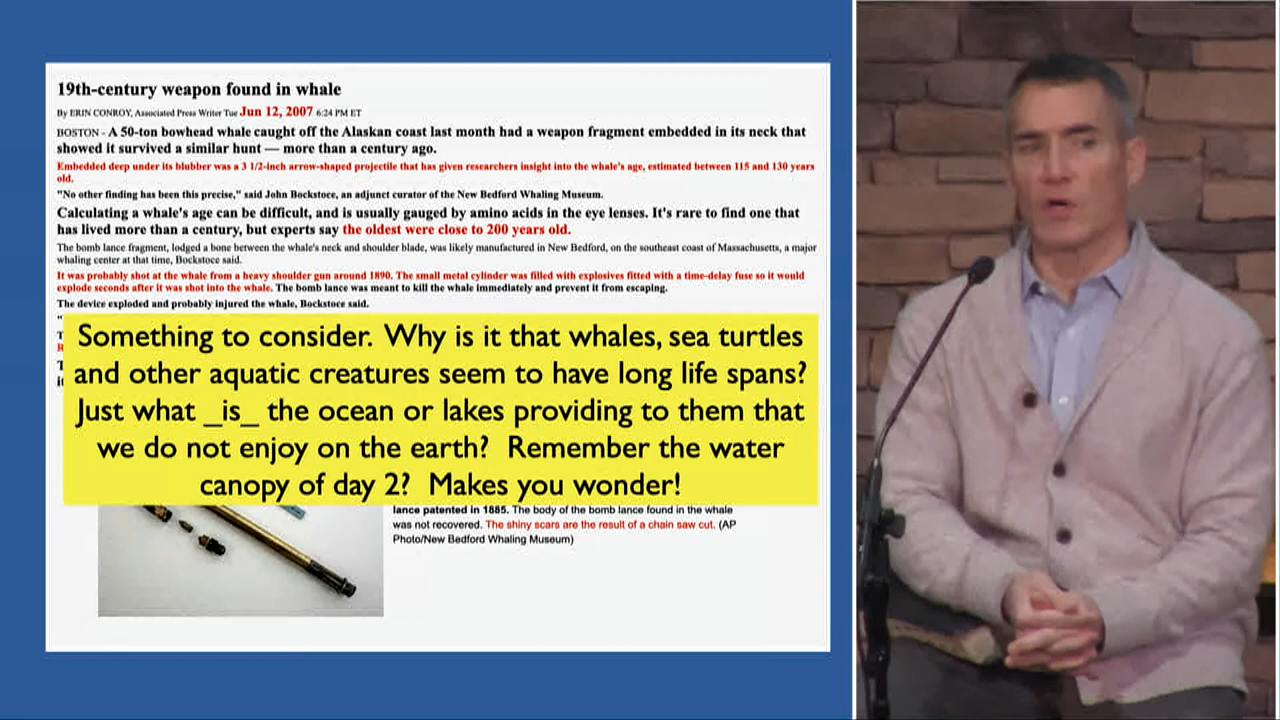 19th-century weapon found in whale
By ERIN CONROY, Associated Press Writer Tue Jun 12, 2007 6:24 PM ET
BOSTON - A 50-ton bowhead whale caught off the Alaskan coast last month had a weapon fragment embedded in its neck that
showed it survived a similar hunt — more than a century ago.
Embedded deep under its blubber was a 3 1/2-inch arrow-shaped projectile that has given researchers insight into the whale's age, estimated between 115 and 130 years
old.
"No other finding has been this precise," said John Bockstoce, an adjunct curator of the New Bedford Whaling Museum.
Calculating a whale's age can be difficult, and is usually gauged by amino acids in the eye lenses. It's rare to find one that
has lived more than a century, but experts say the oldest were close to 200 years old.
The bomb lance fragment, lodged a bone between the whale's neck and shoulder blade, was likely manufactured in New Bedford, on the southeast coast of Massachusetts, a major
whaling center at that time, Bockstoce said.
It was probably shot at the whale from a heavy shoulder gun around 1890. The small metal cylinder was filled with explosives fitted with a time-delay fuse so it would
explode seconds after it was shot into the whale. The bomb lance was meant to kill the whale immediately and prevent it from escaping.
The device exploded and probably injured the whale, Bockstoce said.
Something to consider. Why is it that whales, sea turtles
and other aquatic creatures seem to have long life spans?
Just what _is_ the ocean or lakes providing to them that
we do not enjoy on the earth? Remember the water
canopy of day 2? Makes you wonder!
lance patented in 1885. The body of the bomb lance found in the whale
was not recovered. The shiny scars are the result of a chain saw cut. (AP
Photo/New Bedford Whaling Museum)